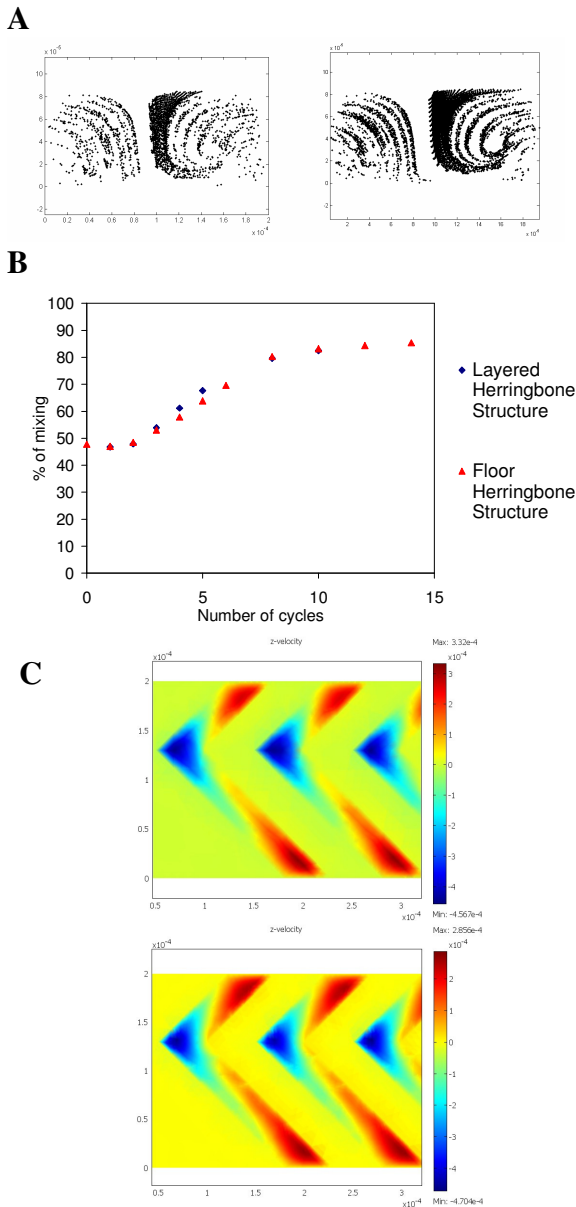 A
x 10⁻⁵
10
8
6
4
2
0
-2
0 0.2 0.4 0.6 0.8 1 1.2 1.4 1.6 1.8 2
x 10⁻⁴
10
8
6
4
2
0
-2
2 4 6 8 10 12 14 16 18
B
100
90
80
70
60
50
40
30
20
10
0
% of mixing
0 5 10 15
Number of cycles
Layered
Herringbone
Structure
Floor
Herringbone
Structure
C
z-velocity
Max: 3.32e-4
x10⁻⁴
x10⁻⁴
2
1.5
1
0.5
0
0.5 1 1.5 2 2.5 3
x10⁻⁴
3
2
1
0
-1
-2
-3
-4
Min: -4.567e-4
z-velocity
Max: 2.856e-4
x10⁻⁴
x10⁻⁴
2
1.5
1
0.5
0
0.5 1 1.5 2 2.5 3
x10⁻⁴
2
1
0
-1
-2
-3
-4
Min: -4.704e-4